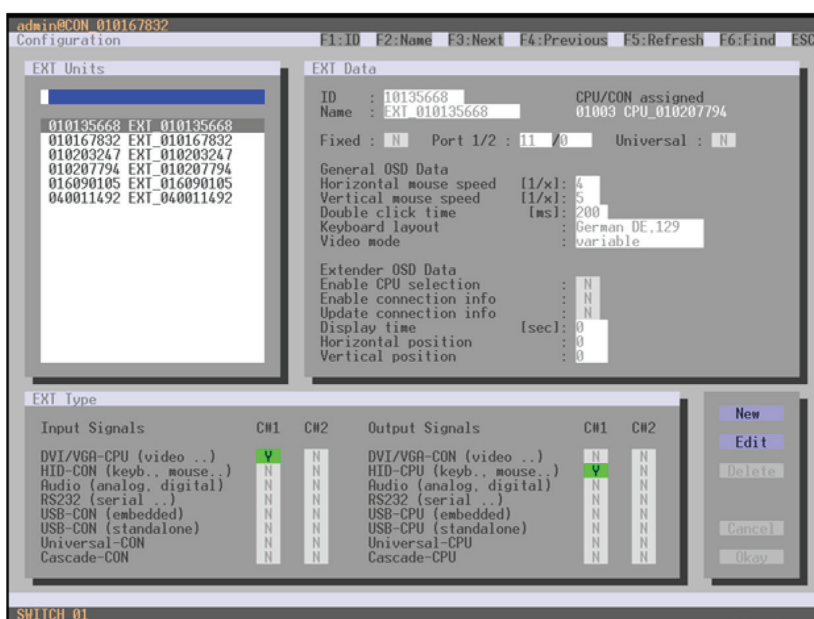 admin@CON_010167832
Configuration F1:ID F2:Name F3:Next F4:Previous F5:Refresh F6:Find ESC
EXT Units
010135668 EXT_010135668
010167832 EXT_010167832
010203247 EXT_010203247
010207794 EXT_010207794
016090105 EXT_016090105
040011492 EXT_040011492
EXT Data
ID : 10135668 CPU/CON assigned
Name : EXT_010135668 01003 CPU_010207794
Fixed : N Port 1/2 : 11 /0 Universal : N
General OSD Data
Horizontal mouse speed [1/x]: 4
Vertical mouse speed [1/x]: 5
Double click time [ms]: 200
Keyboard layout : German DE,129
Video mode : variable
Extender OSD Data
Enable CPU selection : N
Enable connection info : N
Update connection info : N
Display time [sec]: 0
Horizontal position : 0
Vertical position : 0
EXT Type
Input Signals C#1 C#2 Output Signals C#1 C#2
DVI/VGA-CPU (video ..) Y N DVI/VGA-CON (video ..) N N
HID-CON (keyb., mouse..) N N HID-CPU (keyb., mouse..) Y N
Audio (analog, digital) N N Audio (analog, digital) N N
RS232 (serial ..) N N RS232 (serial ..) N N
USB-CON (embedded) N N USB-CPU (embedded) N N
USB-CON (standalone) N N USB-CPU (standalone) N N
Universal-CON N N Universal-CPU N N
Cascade-CON N N Cascade-CPU N N
New
Edit
Delete
Cancel
Okay
SWITCH_01